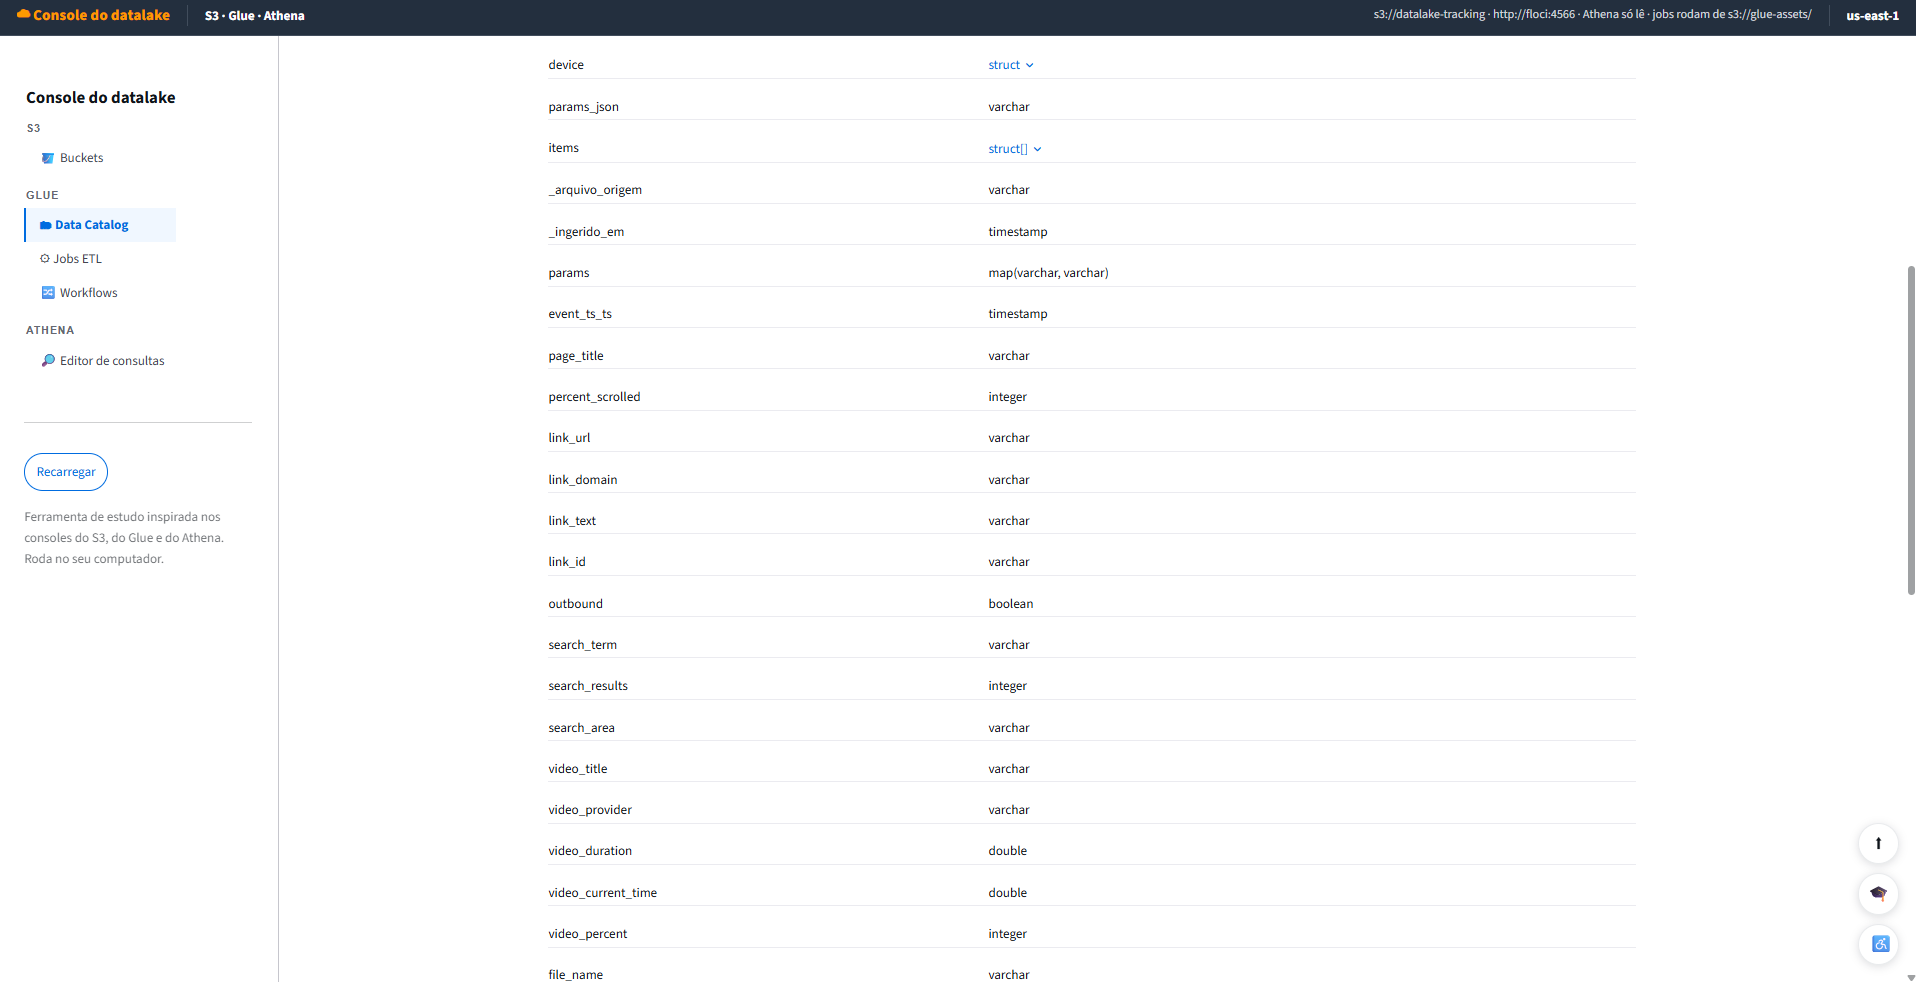 Console do datalake
S3 · Glue · Athena
s3://datalake-tracking · http://floci:4566 · Athena só lê · jobs rodam de s3://glue-assets/
us-east-1
Console do datalake
S3
Buckets
GLUE
Data Catalog
Jobs ETL
Workflows
ATHENA
Editor de consultas
Recarregar
Ferramenta de estudo inspirada nos
consoles do S3, do Glue e do Athena.
Roda no seu computador.
device struct
params_json varchar
items struct[]
_arquivo_origem varchar
_ingerido_em timestamp
params map(varchar, varchar)
event_ts_ts timestamp
page_title varchar
percent_scrolled integer
link_url varchar
link_domain varchar
link_text varchar
link_id varchar
outbound boolean
search_term varchar
search_results integer
search_area varchar
video_title varchar
video_provider varchar
video_duration double
video_current_time double
video_percent integer
file_name varchar